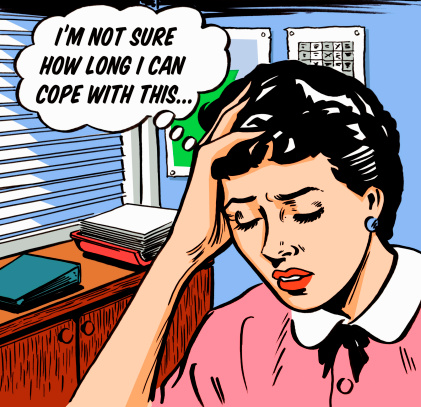 I'M NOT SURE
HOW LONG I CAN
COPE WITH THIS...